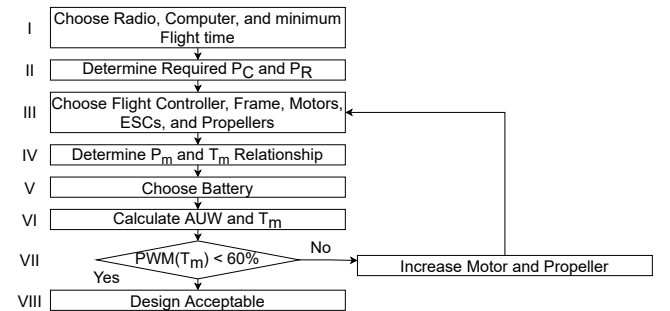 I
Choose Radio, Computer, and minimum
Flight time
II
Determine Required PC and PR
III
Choose Flight Controller, Frame, Motors,
ESCs, and Propellers
IV
Determine Pm and Tm Relationship
V
Choose Battery
VI
Calculate AUW and Tm
VII
PWM(Tm) < 60%
No
Increase Motor and Propeller
Yes
VIII
Design Acceptable